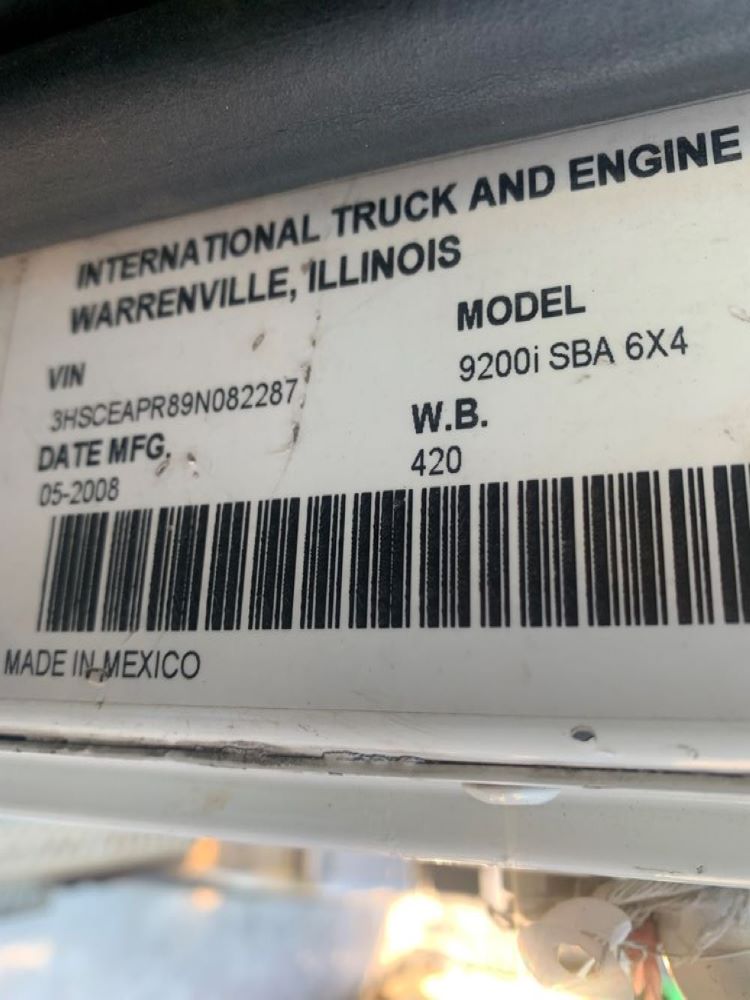 INTERNATIONAL TRUCK AND ENGINE
WARRENVILLE, ILLINOIS
VIN
3HSCEAPR89N082287
DATE MFG.
05-2008
MODEL
9200i SBA 6X4
W.B.
420
MADE IN MEXICO